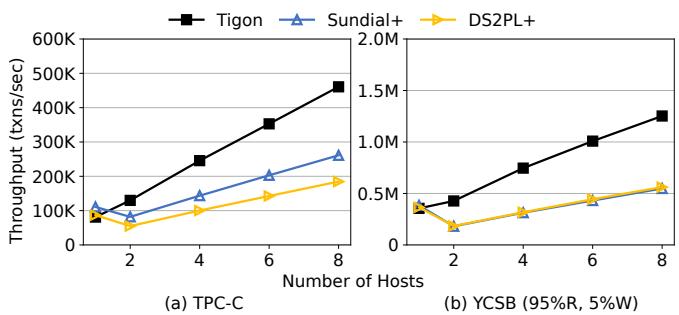 Tigon Sundial+ DS2PL+
Throughput (txns/sec)
600K
500K
400K
300K
200K
100K
0
2 4 6 8
2.0M
1.5M
1.0M
0.5M
0
2 4 6 8
Number of Hosts
(a) TPC-C
(b) YCSB (95%R, 5%W)